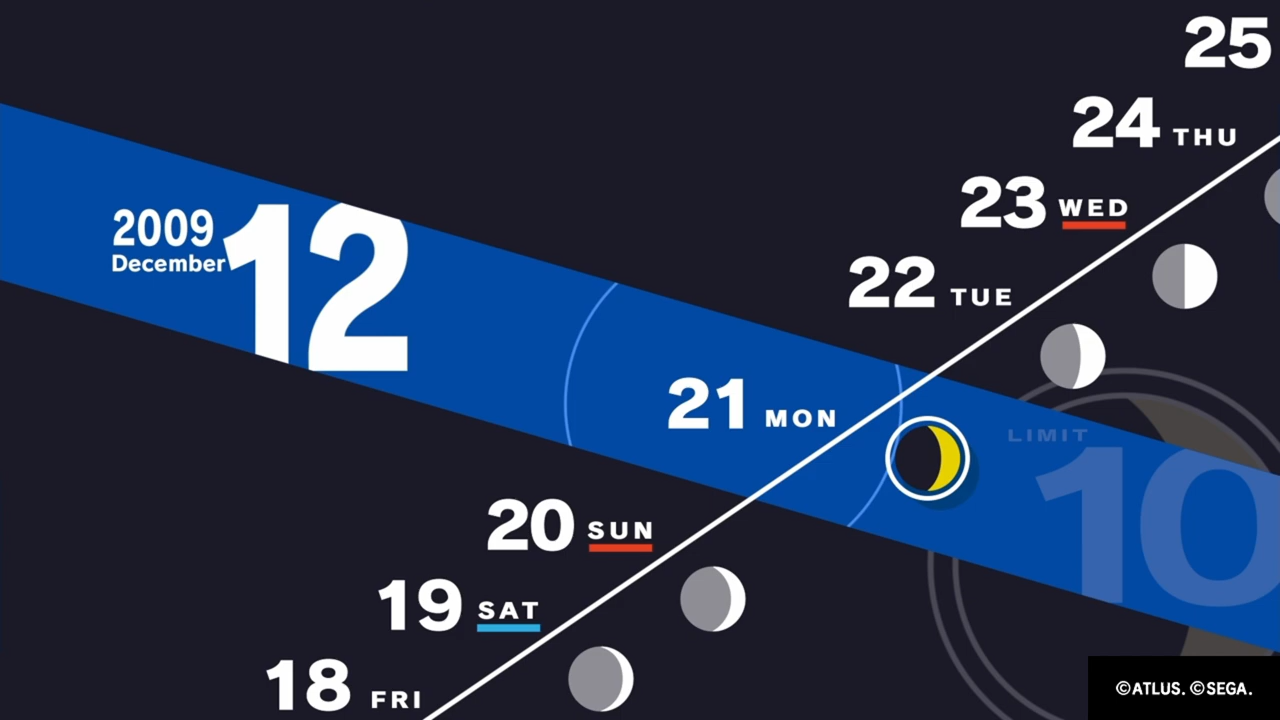 25
24 THU
23 WED
22 TUE
2009
December
12
21 MON
LIMIT
10
20 SUN
19 SAT
18 FRI
©ATLUS. ©SEGA.